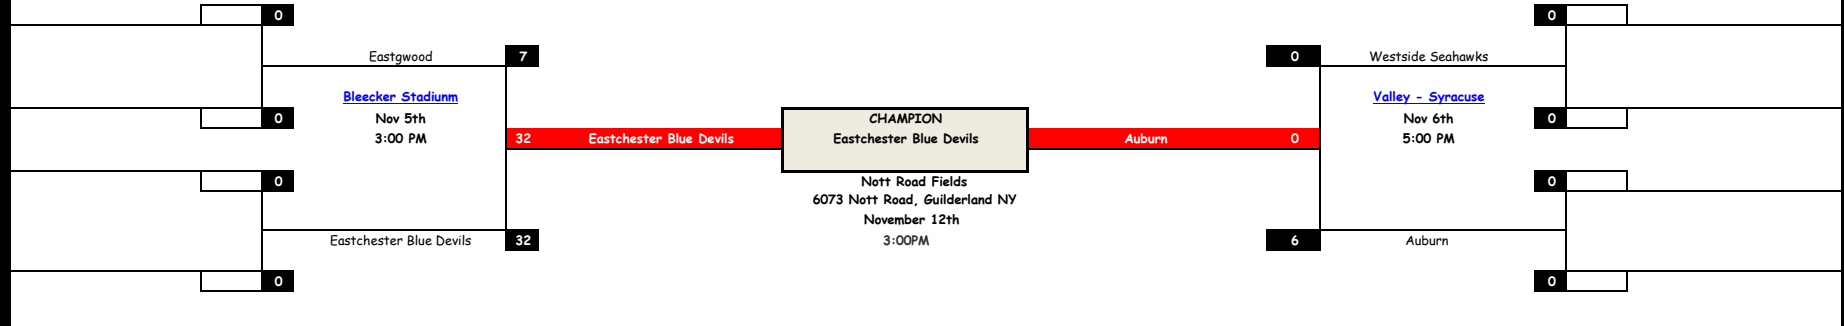 0
0
Eastgwood
7
0
Westside Seahawks
Bleecker Stadiunm
Valley - Syracuse
0
Nov 5th
CHAMPION
Nov 6th
0
3:00 PM
32
Eastchester Blue Devils
Eastchester Blue Devils
Auburn
0
5:00 PM
0
Nott Road Fields
0
6073 Nott Road, Guilderland NY
November 12th
Eastchester Blue Devils
32
3:00PM
6
Auburn
0
0